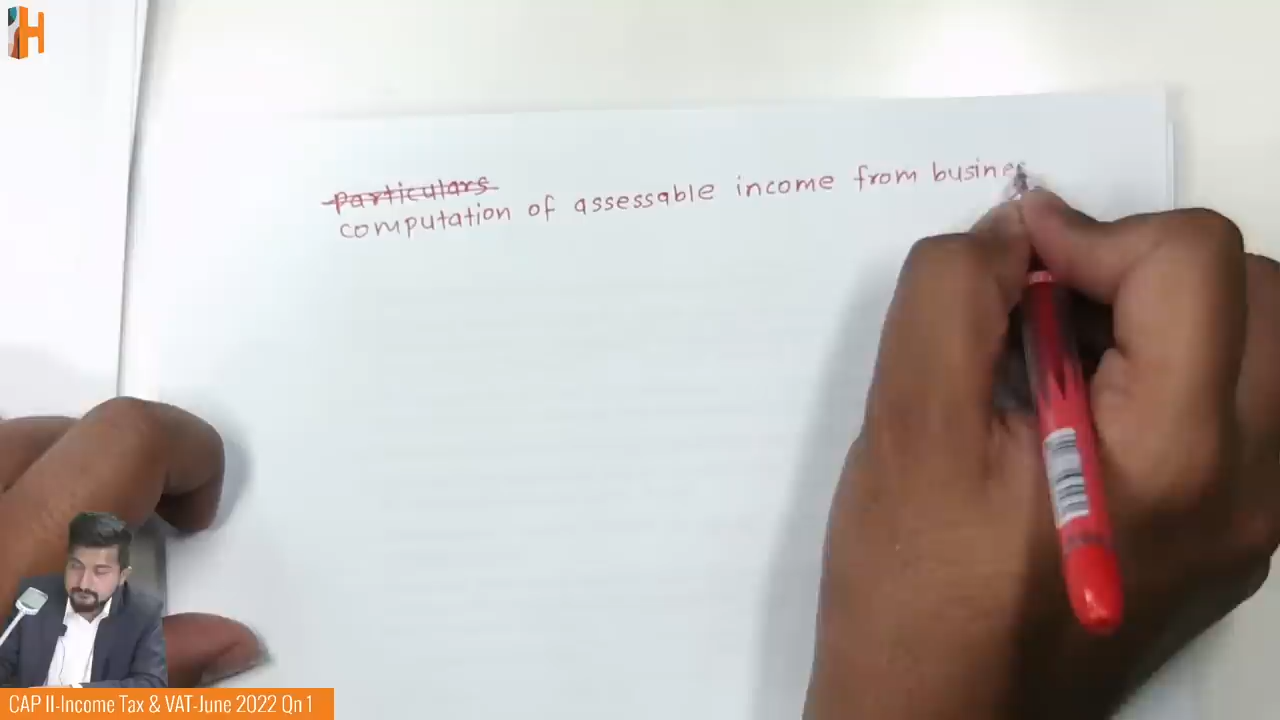 H
particulars
computation of assessable income from busines
CAP II-Income Tax & VAT-June 2022 Qn 1